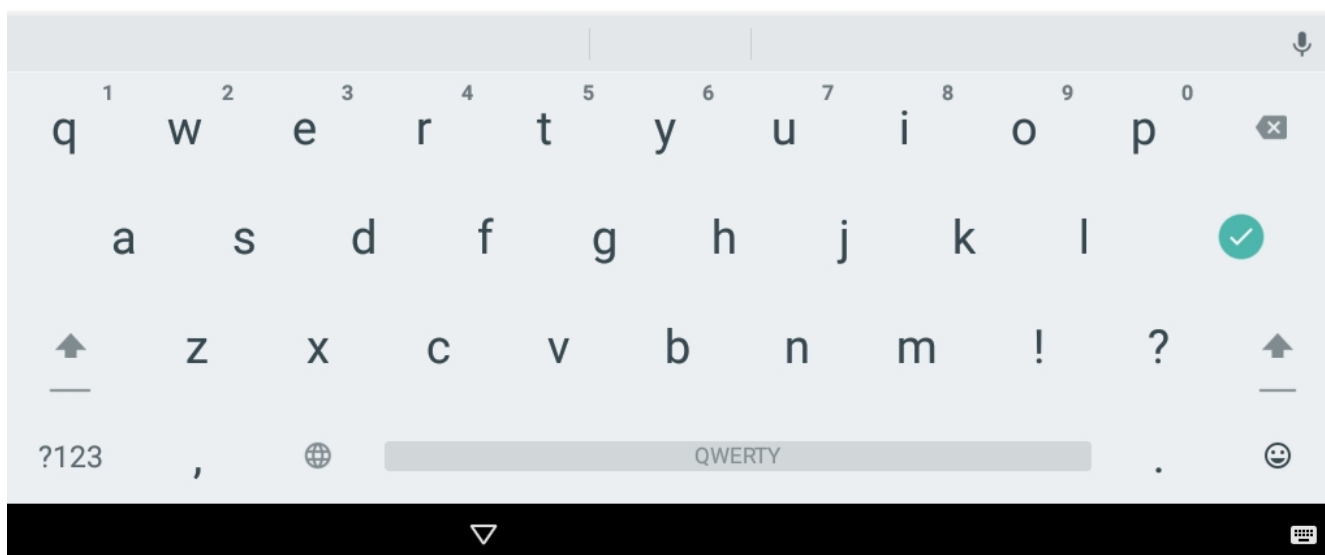 1 2 3 4 5 6 7 8 9 0
q w e r t y u i o p
a s d f g h j k l
z x c v b n m ! ?
?123 , QWERTY .